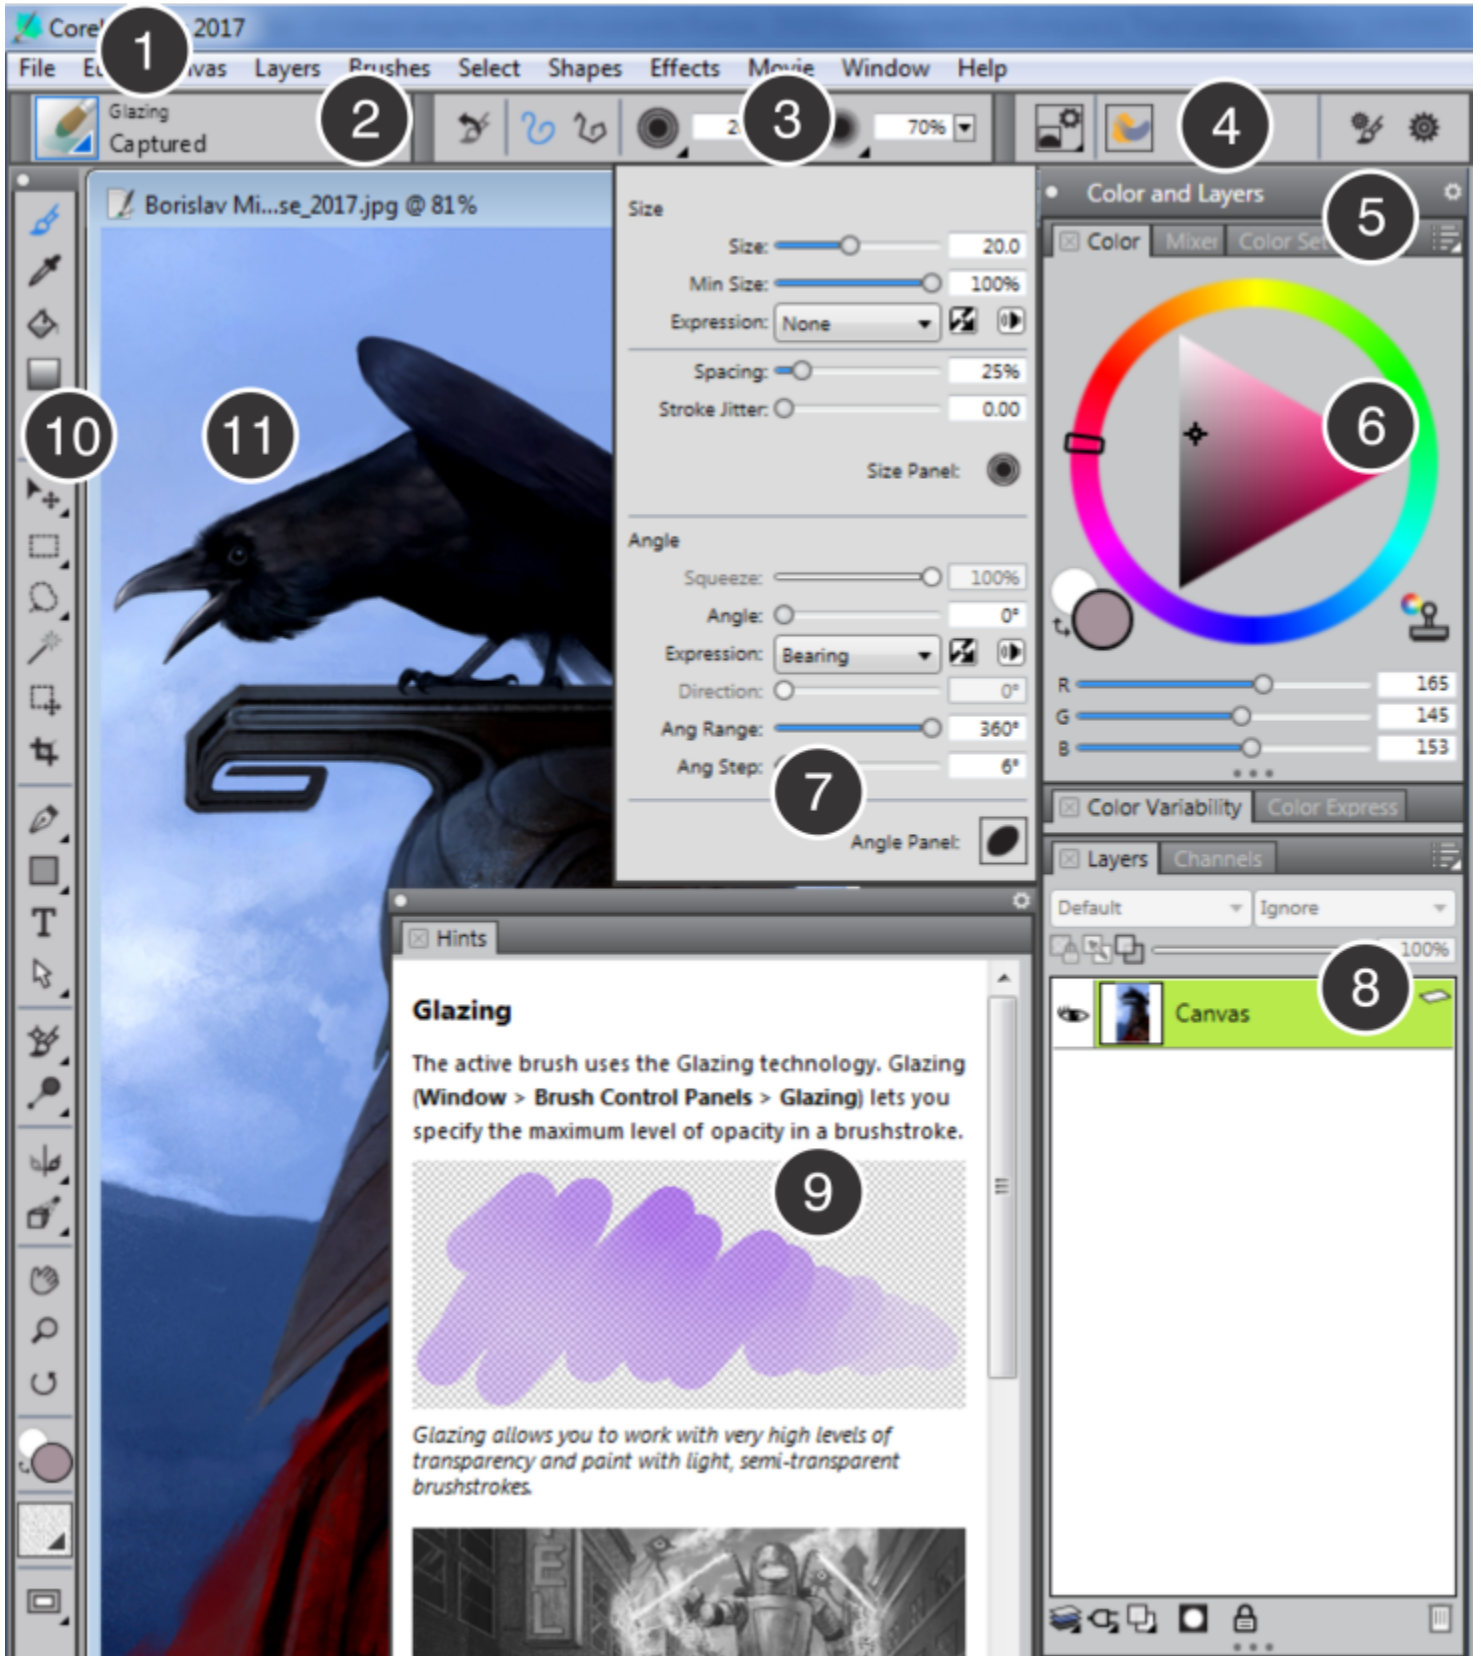 2017
1
File
Layers
Brushes
Select
Shapes
Effects
Movie
Window
Help
Glazing
Captured
2
3
70%
4
Borislav Mi...se_2017.jpg @ 81%
Size
Size: 20.0
Min Size: 100%
Expression: None
Spacing: 25%
Stroke Jitter: 0.00
Size Panel:
Angle
Squeeze: 100%
Angle: 0°
Expression: Bearing
Direction: 0°
Ang Range: 360°
Ang Step: 6°
7
Angle Panel:
Color and Layers
5
Color
Mixer
Color Set
6
R 165
G 145
B 153
Color Variability
Color Express
Layers
Channels
Default
Ignore
100%
8
Canvas
10
11
T
Hints
Glazing
The active brush uses the Glazing technology. Glazing
(Window > Brush Control Panels > Glazing) lets you
specify the maximum level of opacity in a brushstroke.
9
Glazing allows you to work with very high levels of
transparency and paint with light, semi-transparent
brushstrokes.
EL